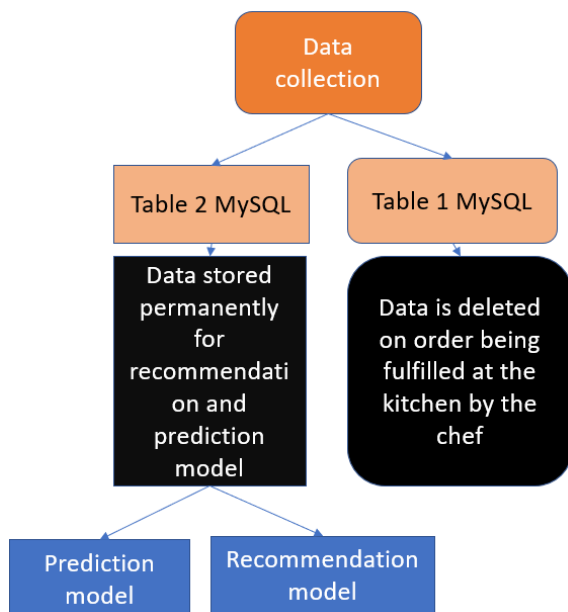 Data
collection
Table 2 MySQL
Table 1 MySQL
Data stored
permanently
for
recommendati
on and
prediction
model
Data is deleted
on order being
fulfilled at the
kitchen by the
chef
Prediction
model
Recommendation
model